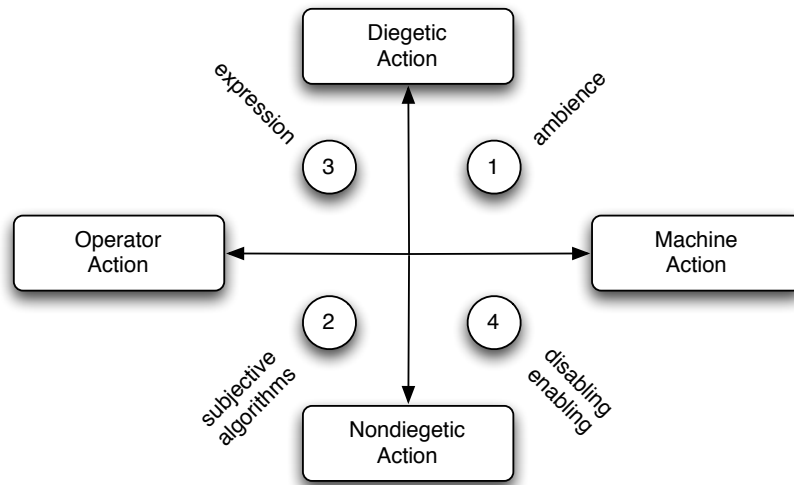 Diegetic
Action
expression
ambience
3
1
Operator
Action
Machine
Action
2
4
subjective
algorithms
disabling
enabling
Nondiegetic
Action